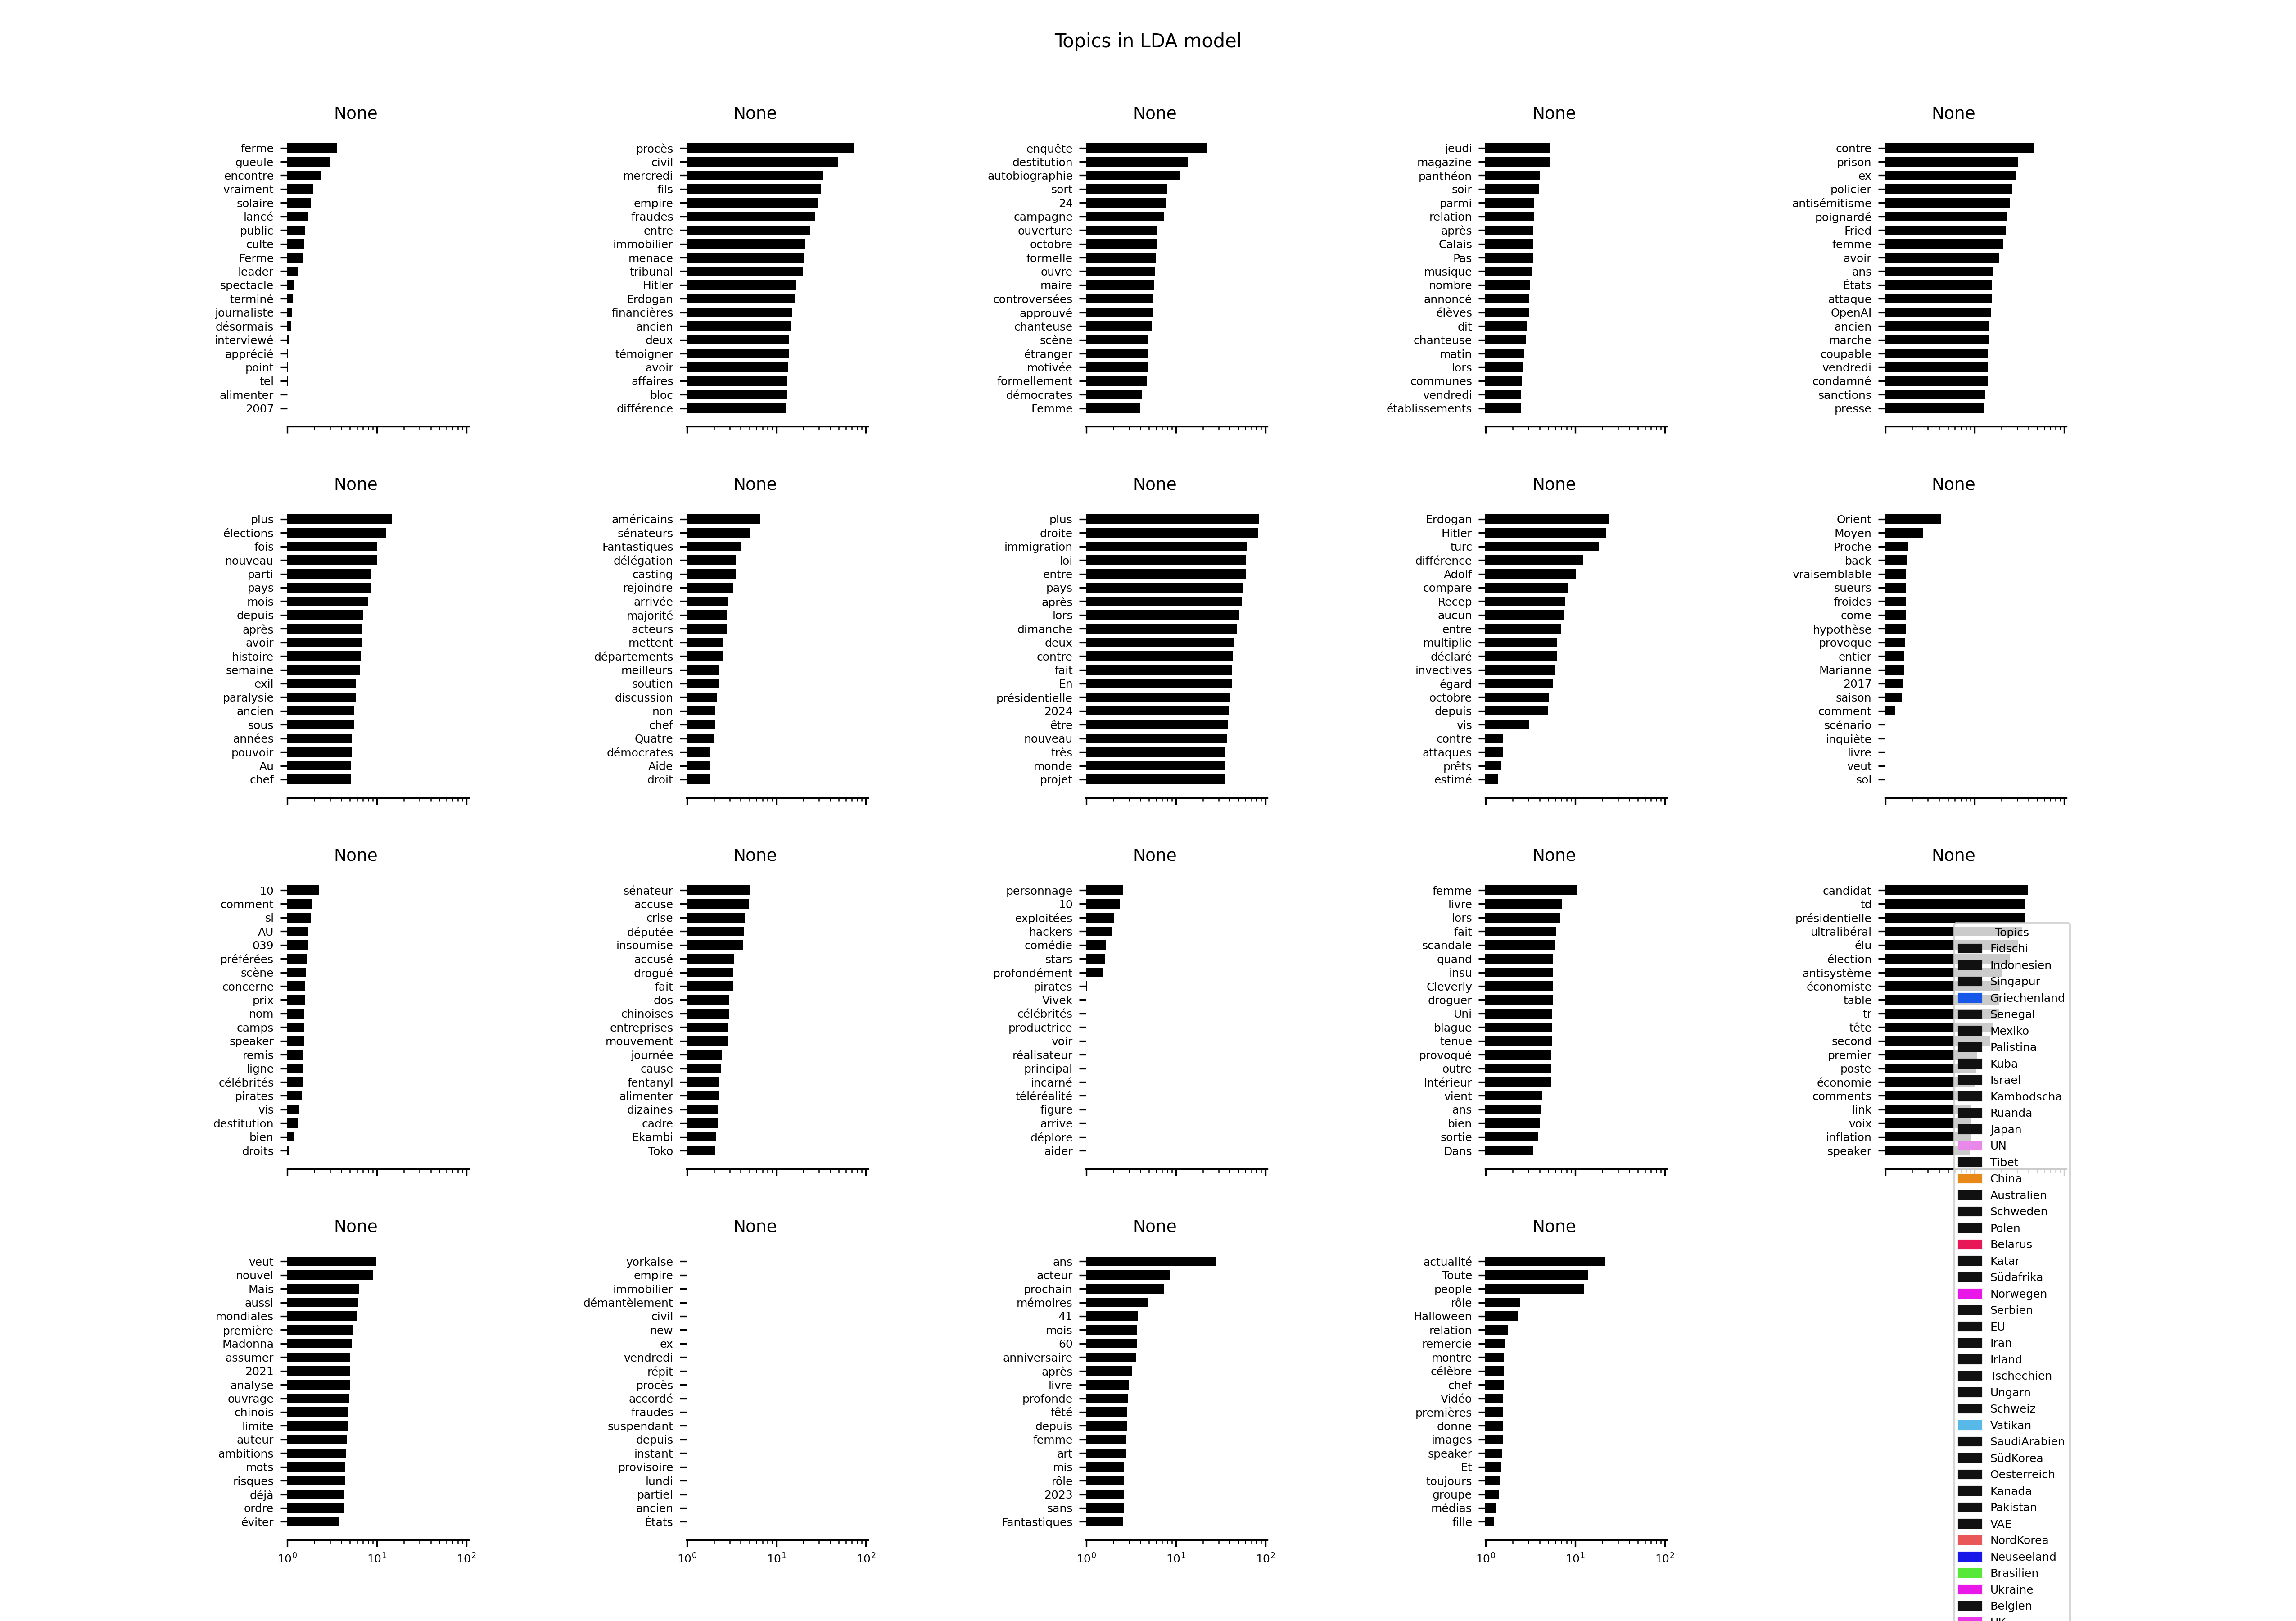 Topics in LDA model
None
ferme
gueule
encontre
vraiment
solaire
lancé
public
culte
Ferme
leader
spectacle
terminé
journaliste
désormais
interviewé
apprécié
point
tel
alimenter
2007
None
procès
civil
mercredi
fils
empire
fraudes
entre
immobilier
menace
tribunal
Hitler
Erdogan
financières
ancien
deux
témoigner
avoir
affaires
bloc
différence
None
enquête
destitution
autobiographie
sort
24
campagne
ouverture
octobre
formelle
ouvre
maire
controversées
approuvé
chanteuse
scène
étranger
motivée
formellement
démocrates
Femme
None
jeudi
magazine
panthéon
soir
parmi
relation
après
Calais
Pas
musique
nombre
annoncé
élèves
dit
chanteuse
matin
lors
communes
vendredi
établissements
None
contre
prison
ex
policier
antisémitisme
poignardé
Fried
femme
avoir
ans
États
attaque
OpenAI
ancien
marche
coupable
vendredi
condamné
sanctions
presse
None
plus
élections
fois
nouveau
parti
pays
mois
depuis
après
avoir
histoire
semaine
exil
paralysie
ancien
sous
années
pouvoir
Au
chef
None
américains
sénateurs
Fantastiques
délégation
casting
rejoindre
arrivée
majorité
acteurs
mettent
départements
meilleurs
soutien
discussion
non
chef
Quatre
démocrates
Aide
droit
None
plus
droite
immigration
loi
entre
pays
après
lors
dimanche
deux
contre
fait
En
présidentielle
2024
être
nouveau
très
monde
projet
None
Erdogan
Hitler
turc
différence
Adolf
compare
Recep
aucun
entre
multiplie
déclaré
invectives
égard
octobre
depuis
vis
contre
attaques
prêts
estimé
None
Orient
Moyen
Proche
back
vraisemblable
sueurs
froides
come
hypothèse
provoque
entier
Marianne
2017
saison
comment
scénario
inquiète
livre
veut
sol
None
10
comment
si
AU
039
préférées
scène
concerne
prix
nom
camps
speaker
remis
ligne
célébrités
pirates
vis
destitution
bien
droits
None
sénateur
accuse
crise
députée
insoumise
accusé
drogué
fait
dos
chinoises
entreprises
mouvement
journée
cause
fentanyl
alimenter
dizaines
cadre
Ekambi
Toko
None
personnage
10
exploitées
hackers
comédie
stars
profondément
pirates
Vivek
célébrités
productrice
voir
réalisateur
principal
incarné
téléréalité
figure
arrive
déplore
aider
None
femme
livre
lors
fait
scandale
quand
insu
Cleverly
droguer
Uni
blague
tenue
provoqué
outre
Intérieur
vient
ans
bien
sortie
Dans
None
candidat
td
présidentielle
ultralibéral
élu
élection
antisystème
économiste
table
tr
tête
second
premier
poste
économie
comments
link
voix
inflation
speaker
None
veut
nouvel
Mais
aussi
mondiales
première
Madonna
assumer
2021
analyse
ouvrage
chinois
limite
auteur
ambitions
mots
risques
déjà
ordre
éviter
10⁰ 10¹ 10²
None
yorkaise
empire
immobilier
démantèlement
civil
new
ex
vendredi
répit
procès
accordé
fraudes
suspendant
depuis
instant
provisoire
lundi
partiel
ancien
États
10⁰ 10¹ 10²
None
ans
acteur
prochain
mémoires
41
mois
60
anniversaire
après
livre
profonde
fêté
depuis
femme
art
mis
rôle
2023
sans
Fantastiques
10⁰ 10¹ 10²
None
actualité
Toute
people
rôle
Halloween
relation
remercie
montre
célèbre
chef
Vidéo
premières
donne
images
speaker
Et
toujours
groupe
médias
fille
10⁰ 10¹ 10²
Topics
Fidschi
Indonesien
Singapur
Griechenland
Senegal
Mexiko
Palistina
Kuba
Israel
Kambodscha
Ruanda
Japan
UN
Tibet
China
Australien
Schweden
Polen
Belarus
Katar
Südafrika
Norwegen
Serbien
EU
Iran
Irland
Tschechien
Ungarn
Schweiz
Vatikan
SaudiArabien
SüdKorea
Oesterreich
Kanada
Pakistan
VAE
NordKorea
Neuseeland
Brasilien
Ukraine
Belgien